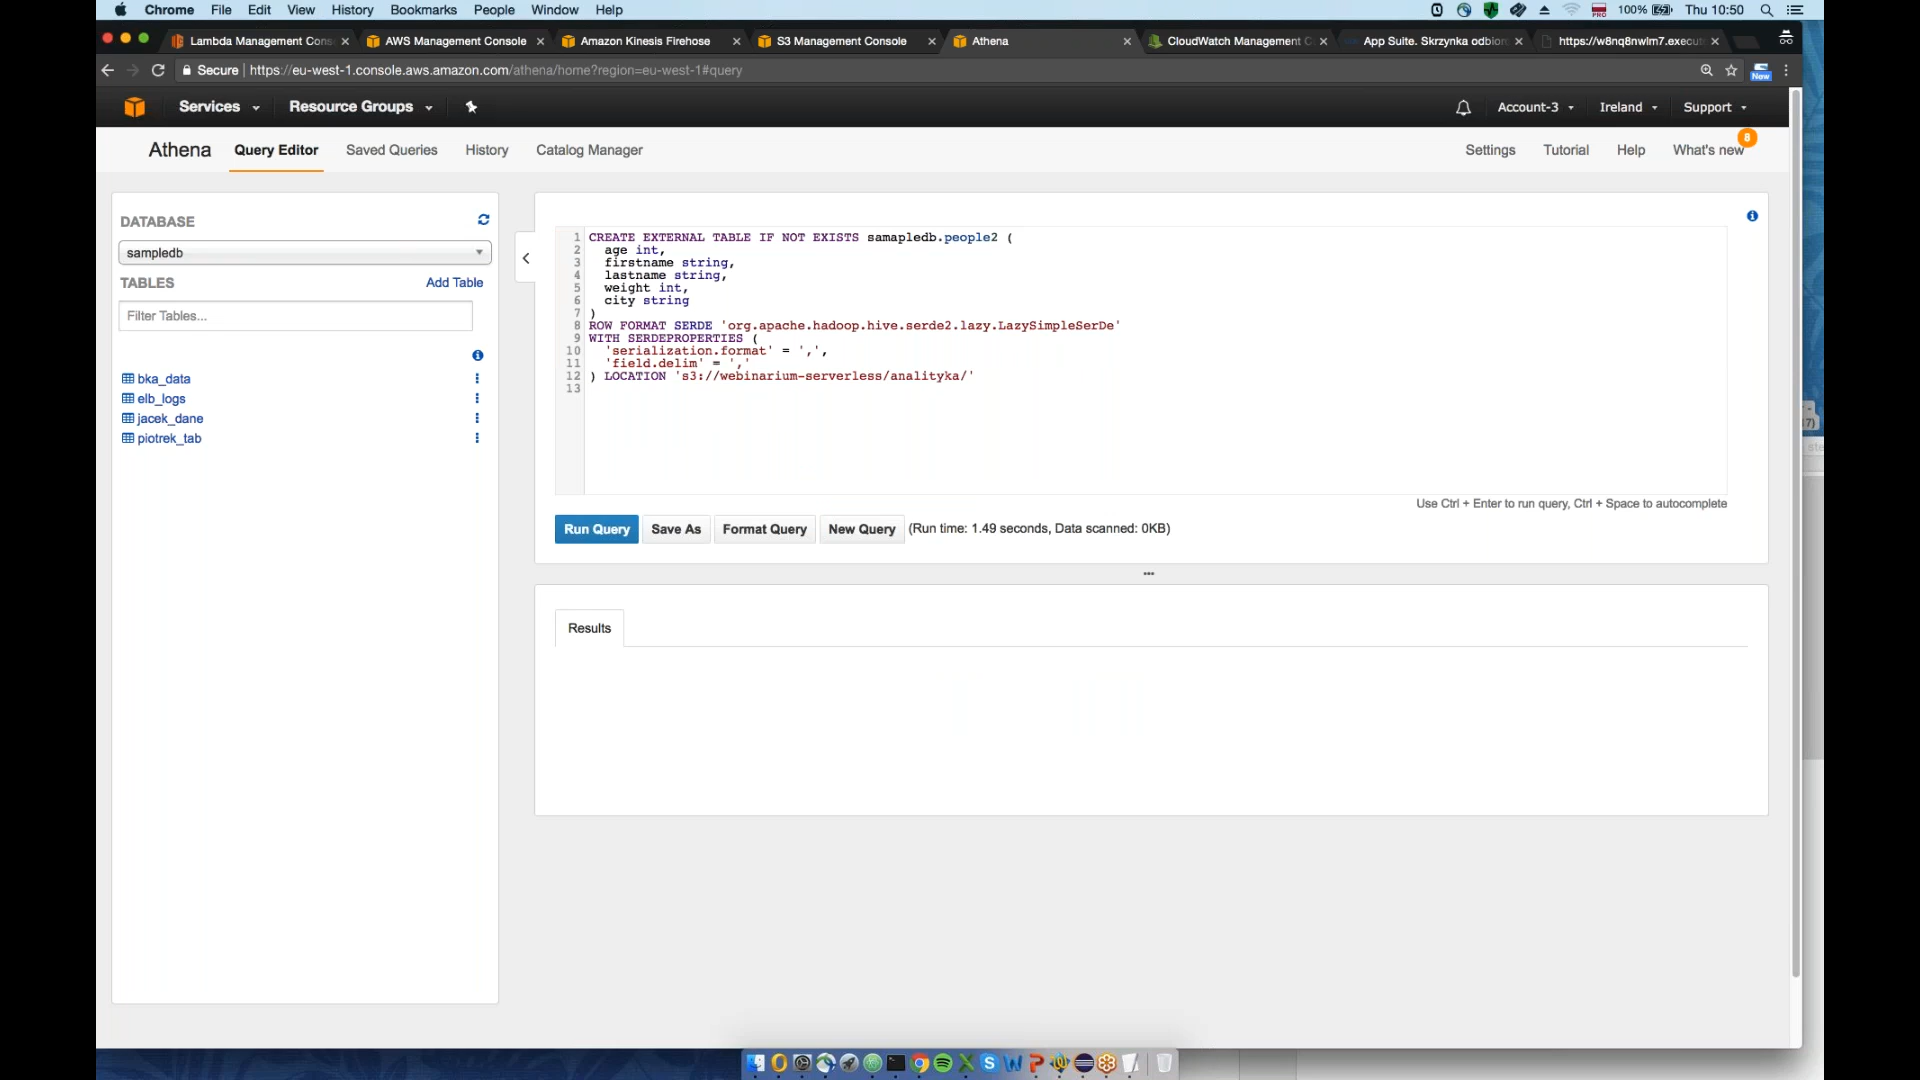 Chrome File Edit View History Bookmarks People Window Help 100% Thu 10:50
Lambda Management Cons AWS Management Console Amazon Kinesis Firehose S3 Management Console Athena CloudWatch Management C App Suite. Skrzynka odbior https://w8nq8nwlm7.execut
Secure https://eu-west-1.console.aws.amazon.com/athena/home?region=eu-west-1#query
New
Services Resource Groups Account-3 Ireland Support
Athena Query Editor Saved Queries History Catalog Manager Settings Tutorial Help What's new 8
DATABASE
sampledb
TABLES Add Table
Filter Tables...
bka_data
elb_logs
jacek_dane
piotrek_tab
1 CREATE EXTERNAL TABLE IF NOT EXISTS samapledb.people2 (
2 age int,
3 firstname string,
4 lastname string,
5 weight int,
6 city string
7 )
8 ROW FORMAT SERDE 'org.apache.hadoop.hive.serde2.lazy.LazySimpleSerDe'
9 WITH SERDEPROPERTIES (
10 'serialization.format' = ',',
11 'field.delim' = ','
12 ) LOCATION 's3://webinarium-serverless/analityka/'
13
Use Ctrl + Enter to run query, Ctrl + Space to autocomplete
Run Query Save As Format Query New Query (Run time: 1.49 seconds, Data scanned: 0KB)
Results